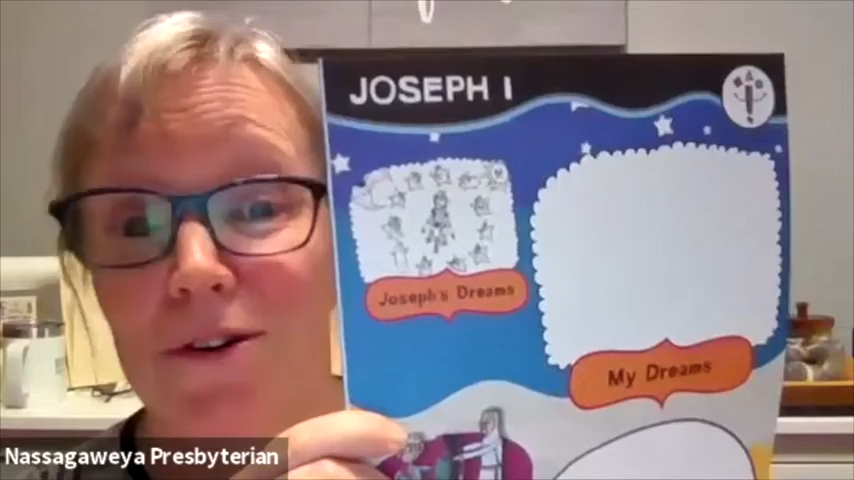 JOSEPH I
Joseph's Dreams
My Dreams
Nassagaweya Presbyterian